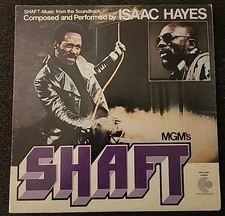 SHAFT-Music from the Soundtrack
Composed and Performed by ISAAC HAYES
MGM's
SHAFT